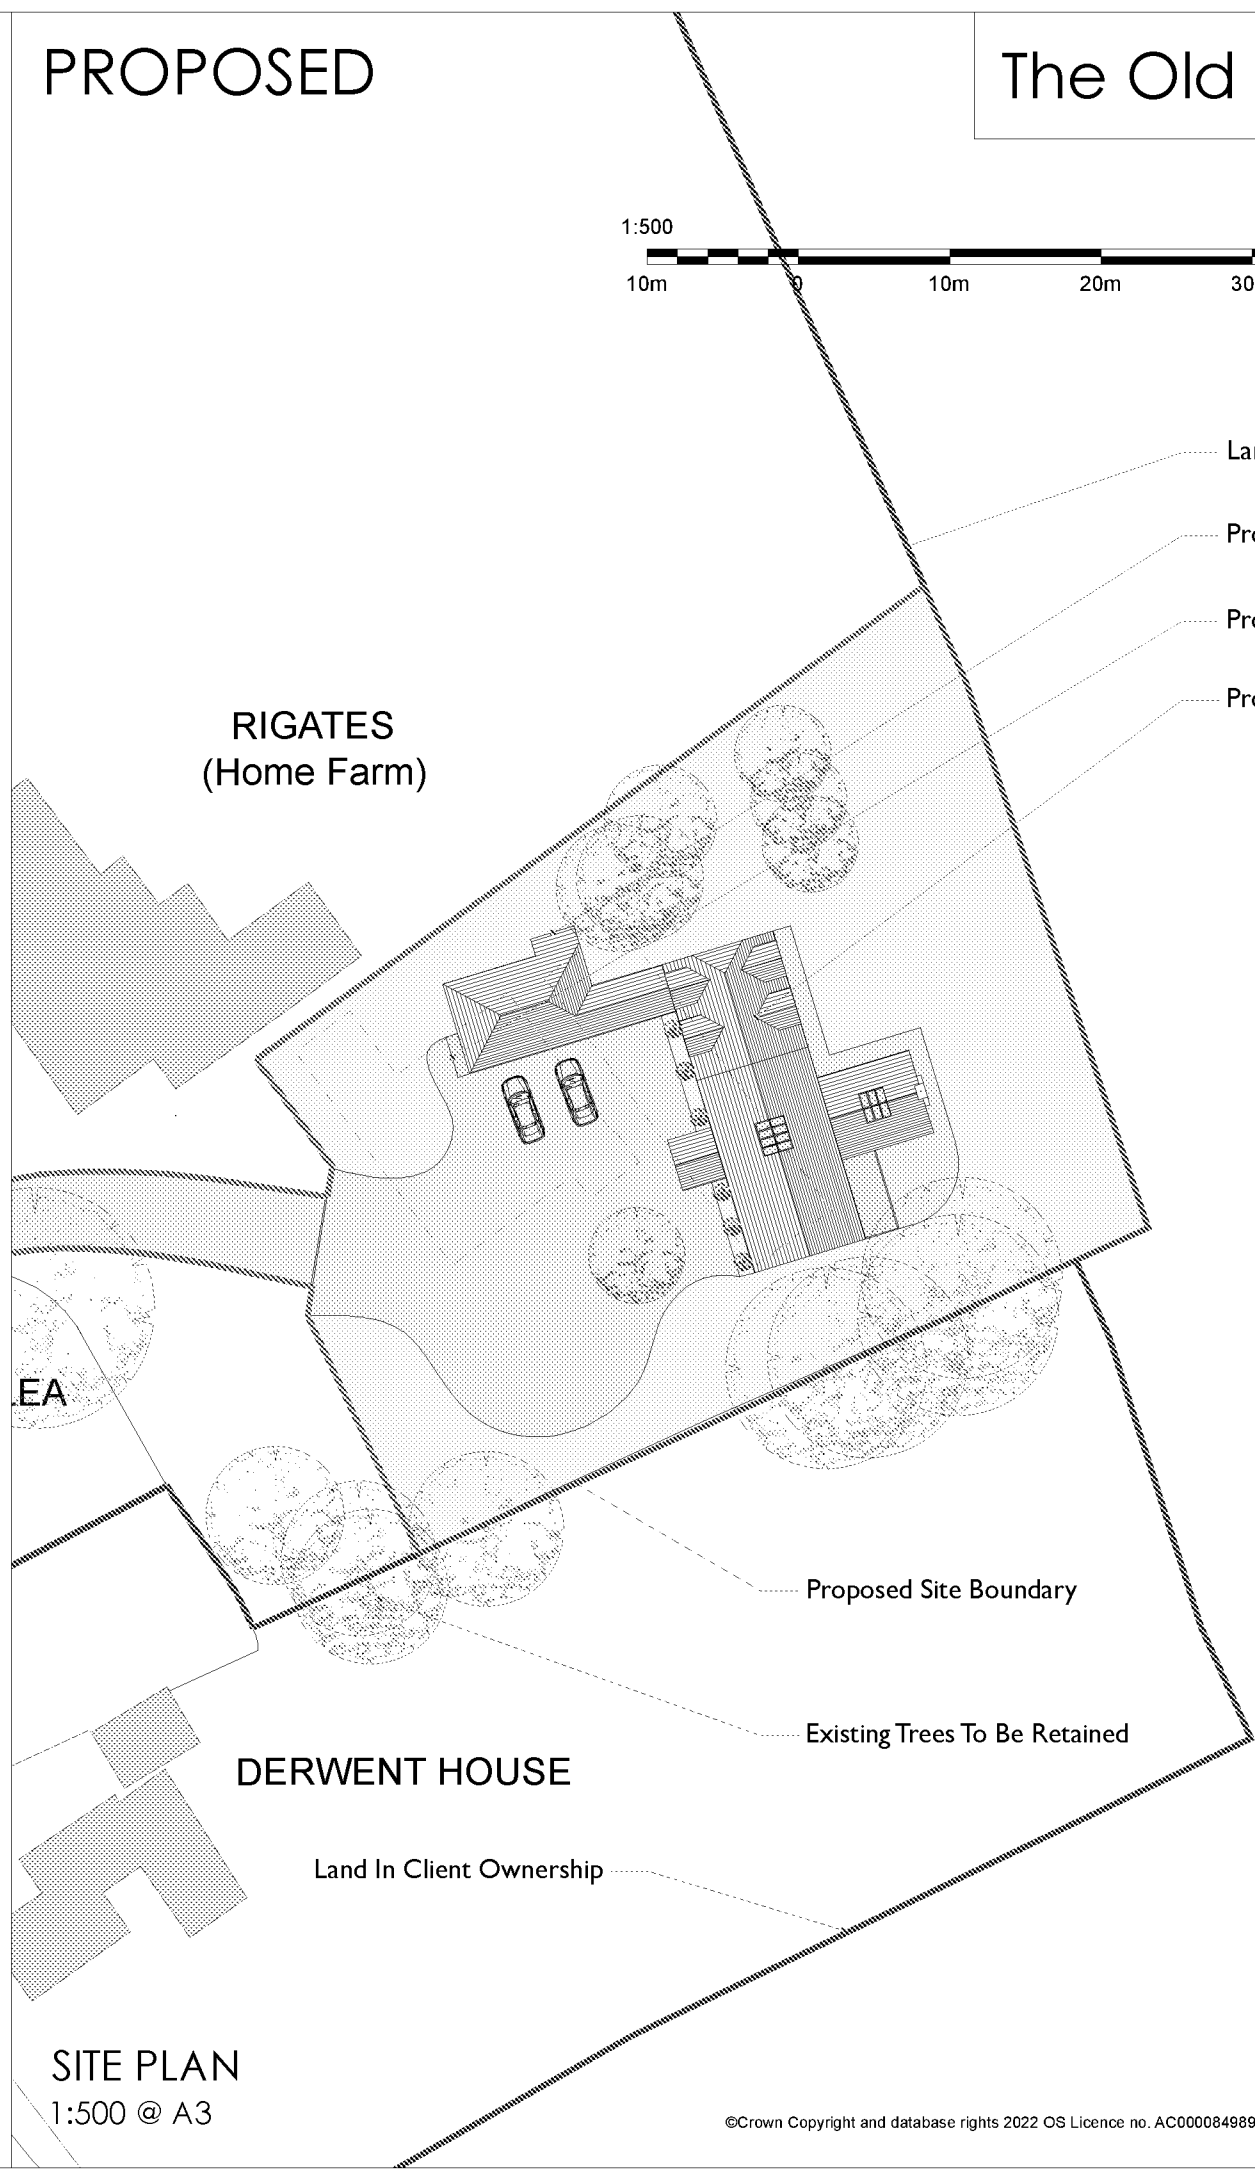 PROPOSED
The Old
1:500
10m 0 10m 20m 30
RIGATES
(Home Farm)
LEA
Proposed Site Boundary
Existing Trees To Be Retained
DERWENT HOUSE
Land In Client Ownership
SITE PLAN
1:500 @ A3
©Crown Copyright and database rights 2022 OS Licence no. AC000084989